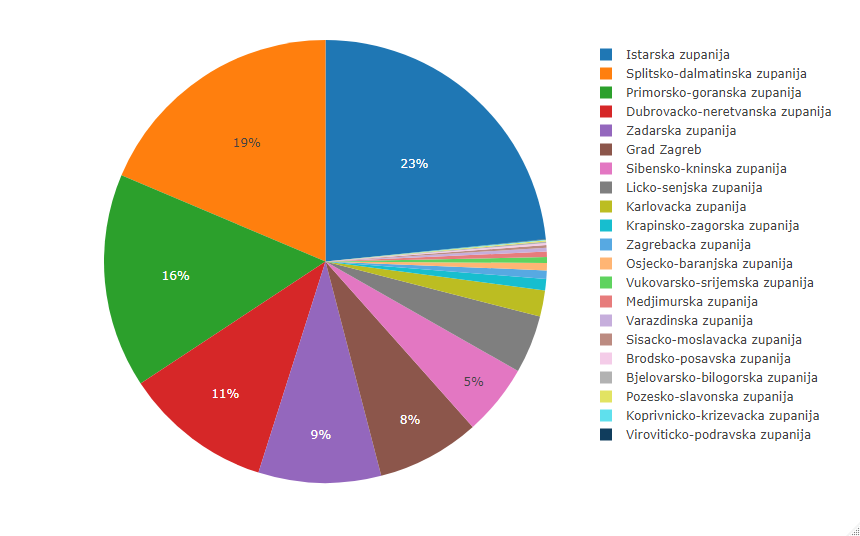 23%
19%
16%
11%
9%
8%
5%
Istarska zupanija
Splitsko-dalmatinska zupanija
Primorsko-goranska zupanija
Dubrovacko-neretvanska zupanija
Zadarska zupanija
Grad Zagreb
Sibensko-kninska zupanija
Licko-senjska zupanija
Karlovacka zupanija
Krapinsko-zagorska zupanija
Zagrebacka zupanija
Osjecko-baranjska zupanija
Vukovarsko-srijemska zupanija
Medjimurska zupanija
Varazdinska zupanija
Sisacko-moslavacka zupanija
Brodsko-posavska zupanija
Bjelovarsko-bilogorska zupanija
Pozesko-slavonska zupanija
Koprivnicko-krizevacka zupanija
Viroviticko-podravska zupanija